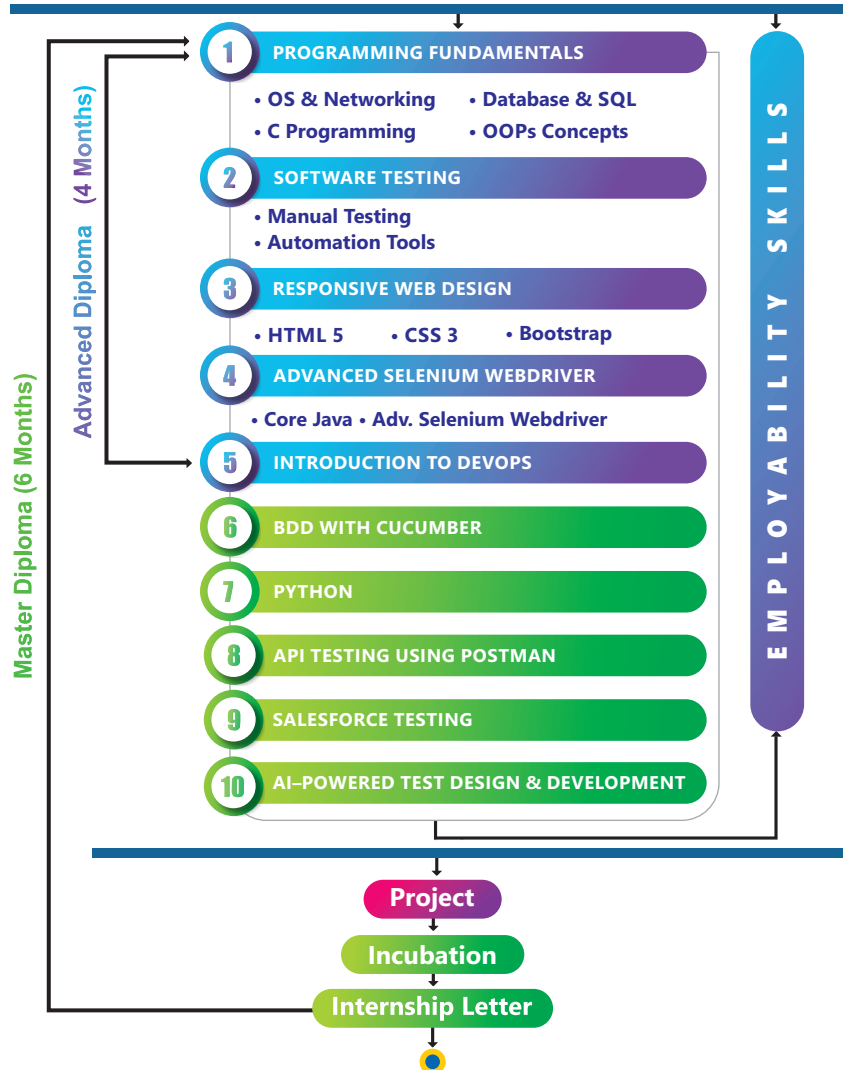 1 PROGRAMMING FUNDAMENTALS
• OS & Networking • Database & SQL
• C Programming • OOPs Concepts
2 SOFTWARE TESTING
• Manual Testing
• Automation Tools
3 RESPONSIVE WEB DESIGN
• HTML 5 • CSS 3 • Bootstrap
4 ADVANCED SELENIUM WEBDRIVER
• Core Java • Adv. Selenium Webdriver
5 INTRODUCTION TO DEVOPS
6 BDD WITH CUCUMBER
7 PYTHON
8 API TESTING USING POSTMAN
9 SALESFORCE TESTING
10 AI–POWERED TEST DESIGN & DEVELOPMENT
Advanced Diploma (4 Months)
Master Diploma (6 Months)
EMPLOYABILITY SKILLS
Project
Incubation
Internship Letter